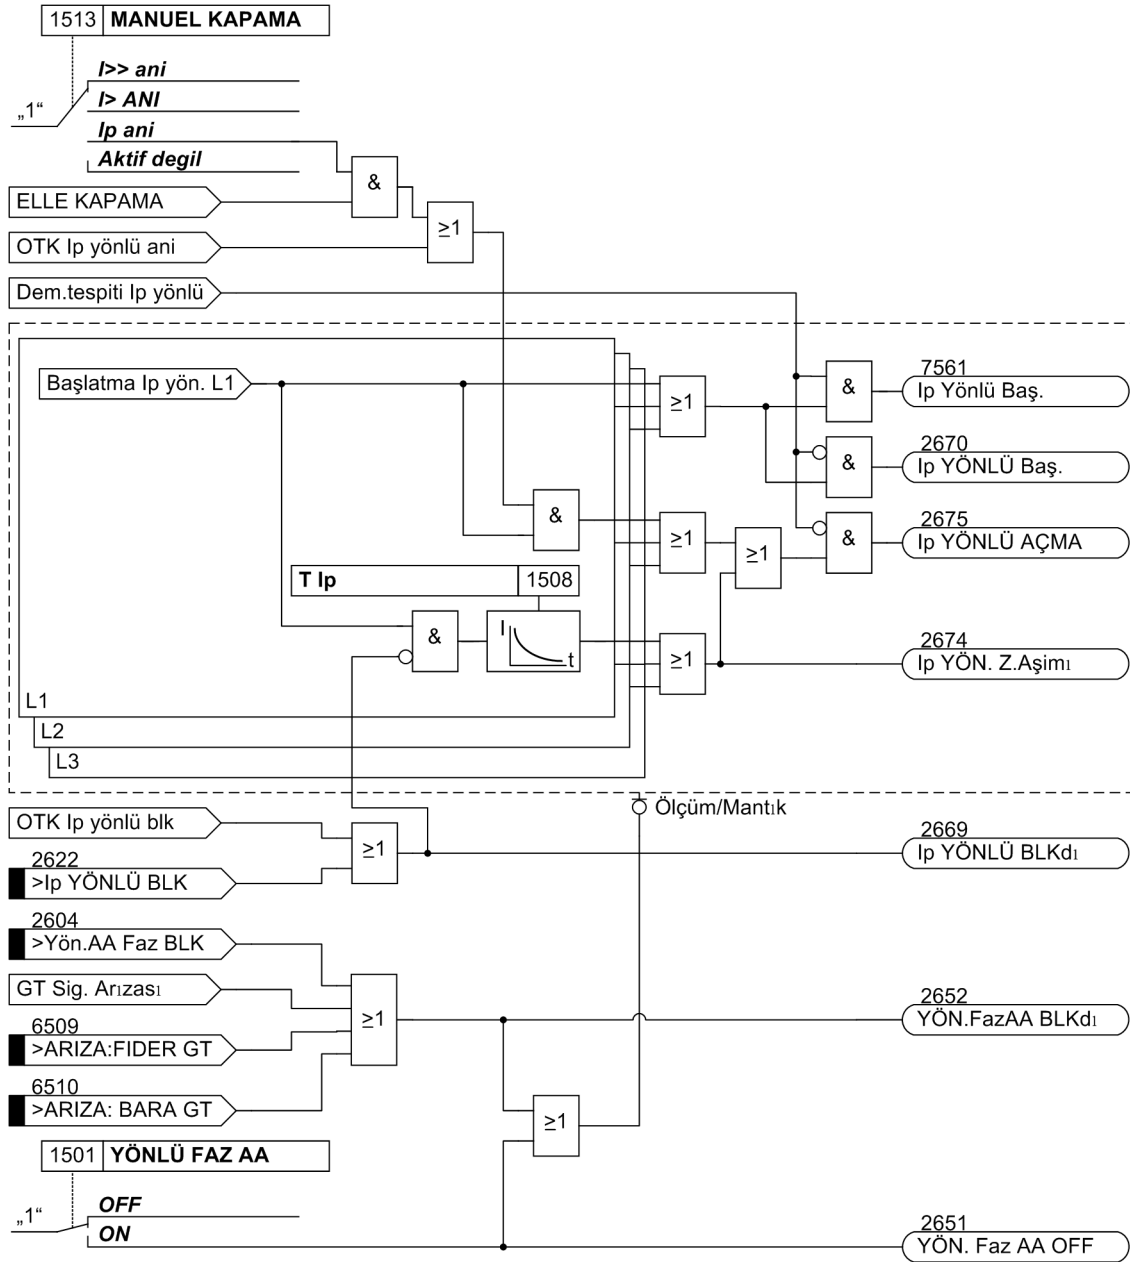 1513 MANUEL KAPAMA
I>> ani
I> ANI
„1“
Ip ani
Aktif degil
&
ELLE KAPAMA
≥1
OTK Ip yönlü ani
Dem.tespiti Ip yönlü
Başlatma Ip yön. L1
≥1
&
7561
Ip Yönlü Baş.
&
2670
Ip YÖNLÜ Baş.
&
≥1
≥1
&
2675
Ip YÖNLÜ AÇMA
T Ip 1508
&
I
t
≥1
2674
Ip YÖN. Z.Aşimı
L1
L2
L3
Ölçüm/Mantık
OTK Ip yönlü blk
≥1
2669
Ip YÖNLÜ BLKdı
2622
>Ip YÖNLÜ BLK
2604
>Yön.AA Faz BLK
GT Sig. Arızası
≥1
2652
YÖN.FazAA BLKdı
6509
>ARIZA:FIDER GT
6510
>ARIZA: BARA GT
≥1
1501 YÖNLÜ FAZ AA
OFF
„1“
ON
2651
YÖN. Faz AA OFF